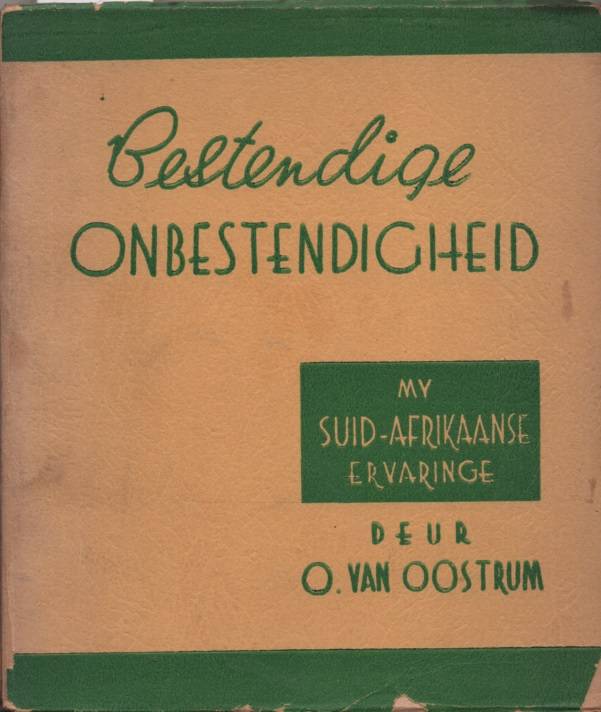 Bestendige
ONBESTENDIGHEID
MY
SUID-AFRIKAANSE
ERVARINGE
DEUR
O. VAN OOSTRUM